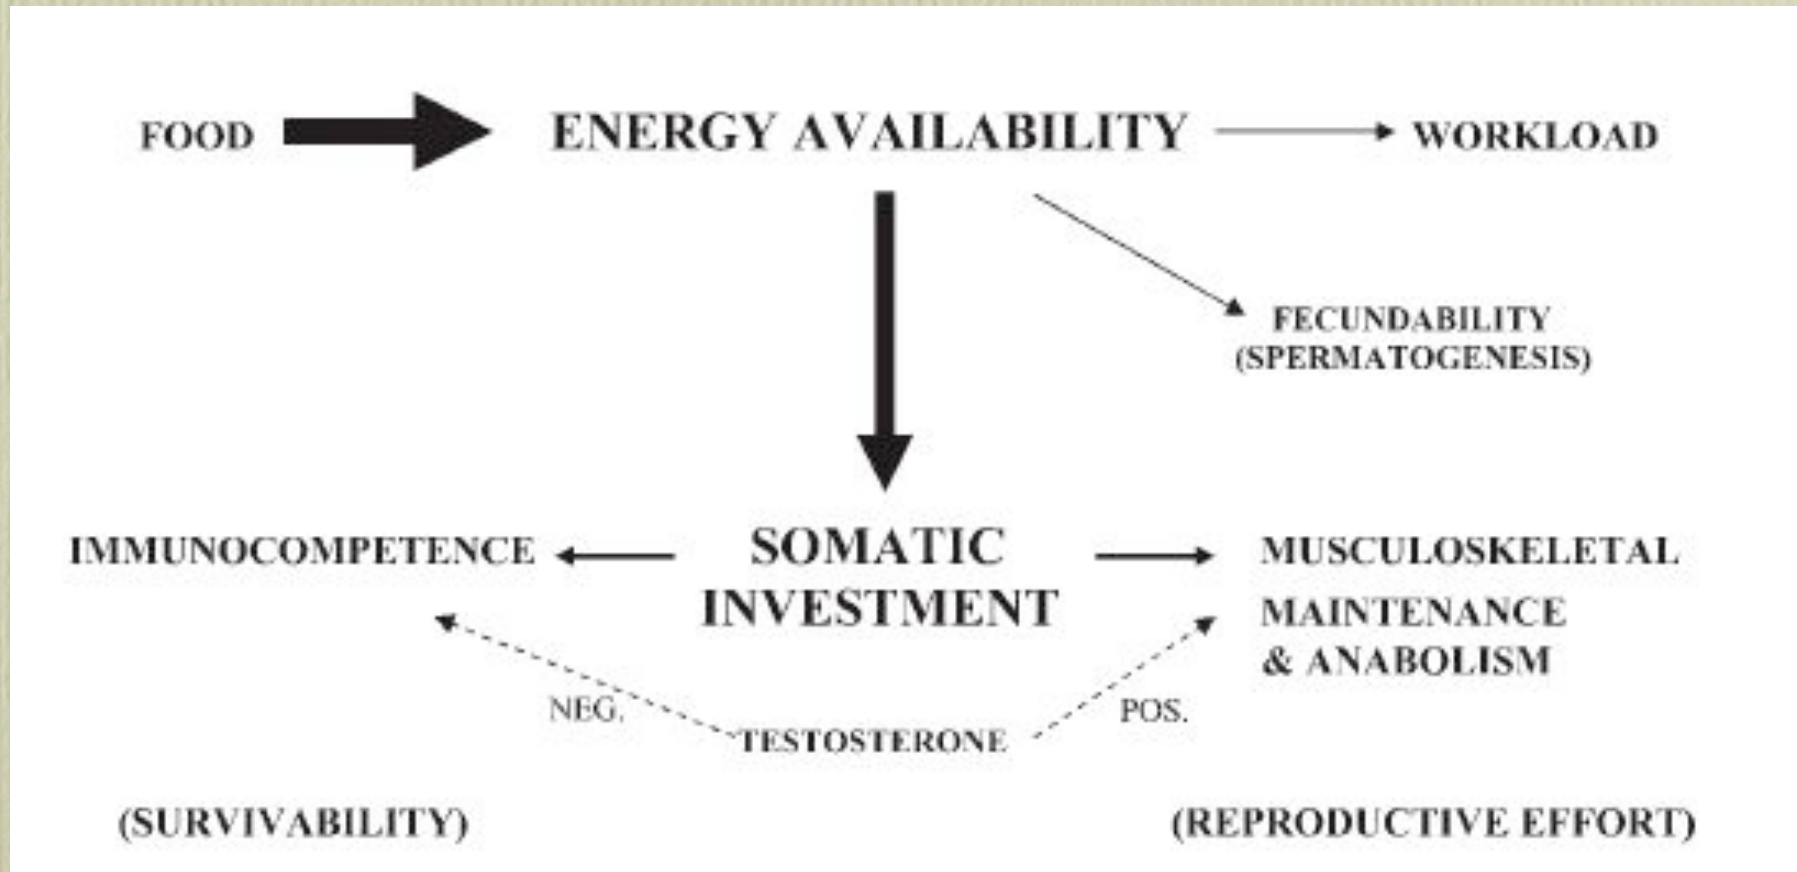 FOOD
ENERGY AVAILABILITY
WORKLOAD
FECUNDABILITY
(SPERMATOGENESIS)
IMMUNOCOMPETENCE
SOMATIC
INVESTMENT
MUSCULOSKELETAL
MAINTENANCE
& ANABOLISM
NEG.
TESTOSTERONE
POS.
(SURVIVABILITY)
(REPRODUCTIVE EFFORT)